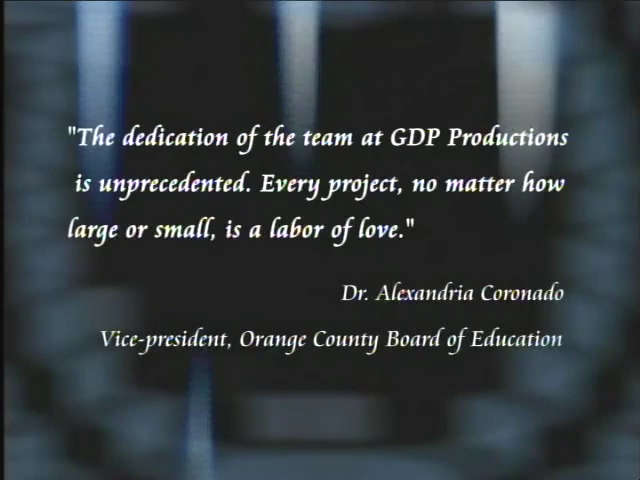 "The dedication of the team at GDP Productions
is unprecedented. Every project, no matter how
large or small, is a labor of love."
Dr. Alexandria Coronado
Vice-president, Orange County Board of Education